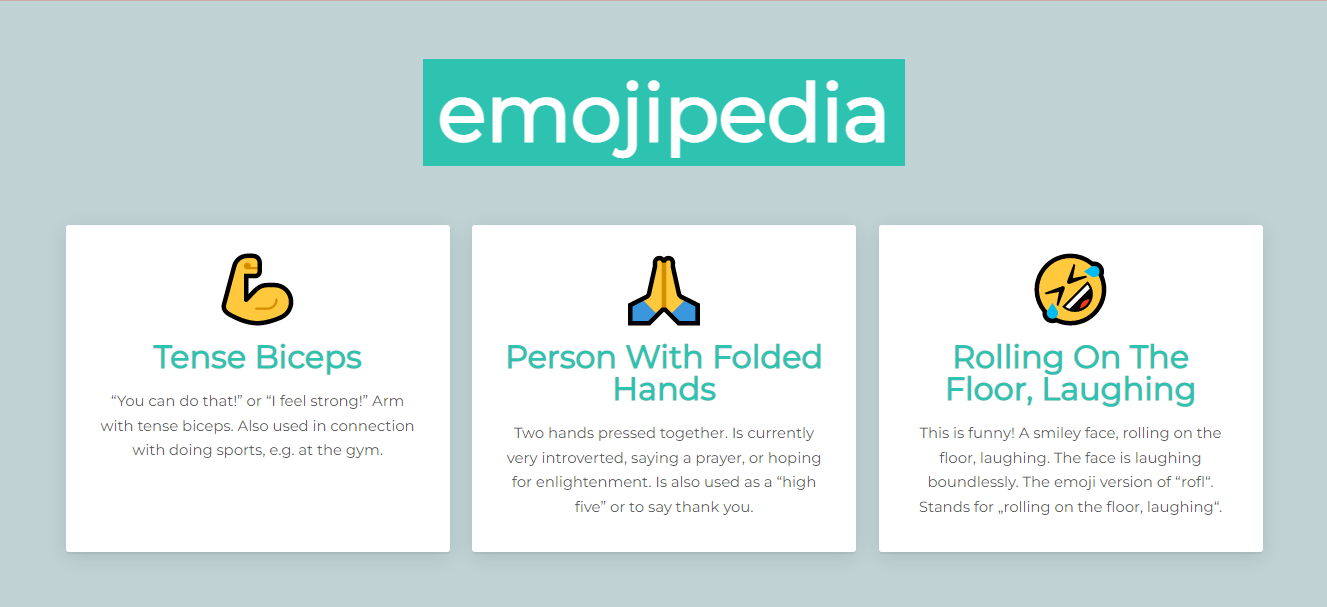 emojipedia
Tense Biceps
“You can do that!” or “I feel strong!” Arm
with tense biceps. Also used in connection
with doing sports, e.g. at the gym.
Person With Folded
Hands
Two hands pressed together. Is currently
very introverted, saying a prayer, or hoping
for enlightenment. Is also used as a “high
five” or to say thank you.
Rolling On The
Floor, Laughing
This is funny! A smiley face, rolling on the
floor, laughing. The face is laughing
boundlessly. The emoji version of “rofl“.
Stands for „rolling on the floor, laughing“.